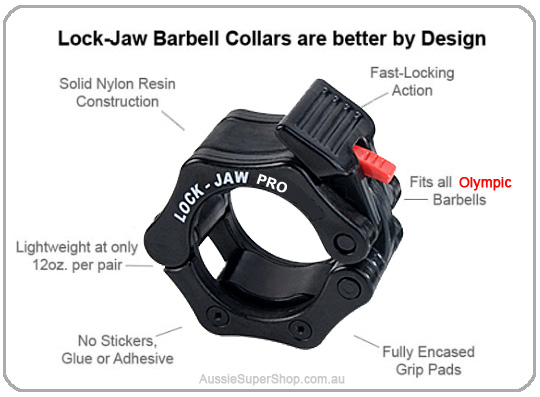 Lock-Jaw Barbell Collars are better by Design
Solid Nylon Resin
Construction
Fast-Locking
Action
LOCK - JAW PRO
Fits all Olympic
Barbells
Lightweight at only
12oz. per pair
No Stickers,
Glue or Adhesive
Fully Encased
Grip Pads
AussieSuperShop.com.au